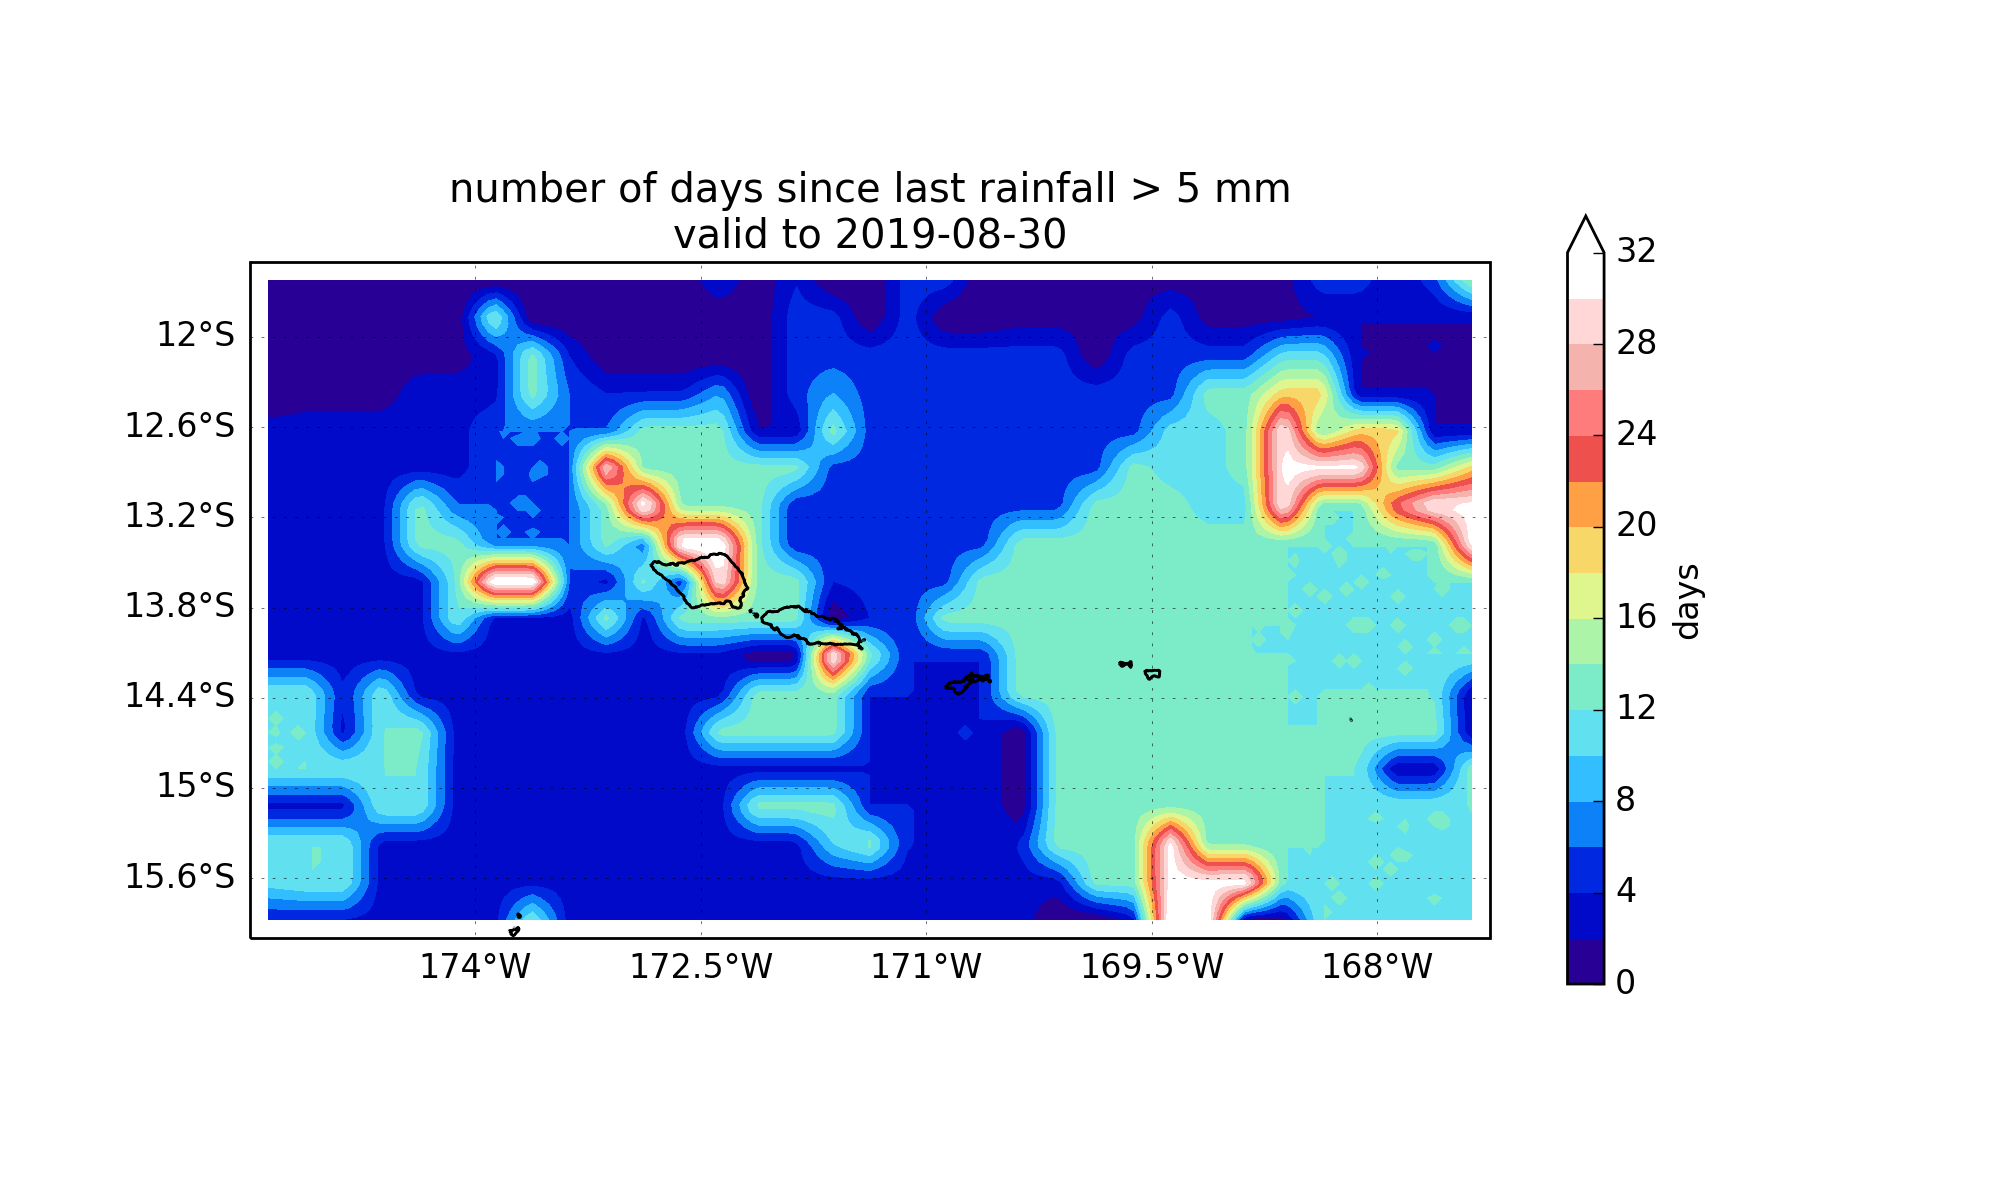 number of days since last rainfall > 5 mm
valid to 2019-08-30
12°S
12.6°S
13.2°S
13.8°S
14.4°S
15°S
15.6°S
174°W
172.5°W
171°W
169.5°W
168°W
32
28
24
20
16
12
8
4
0
days